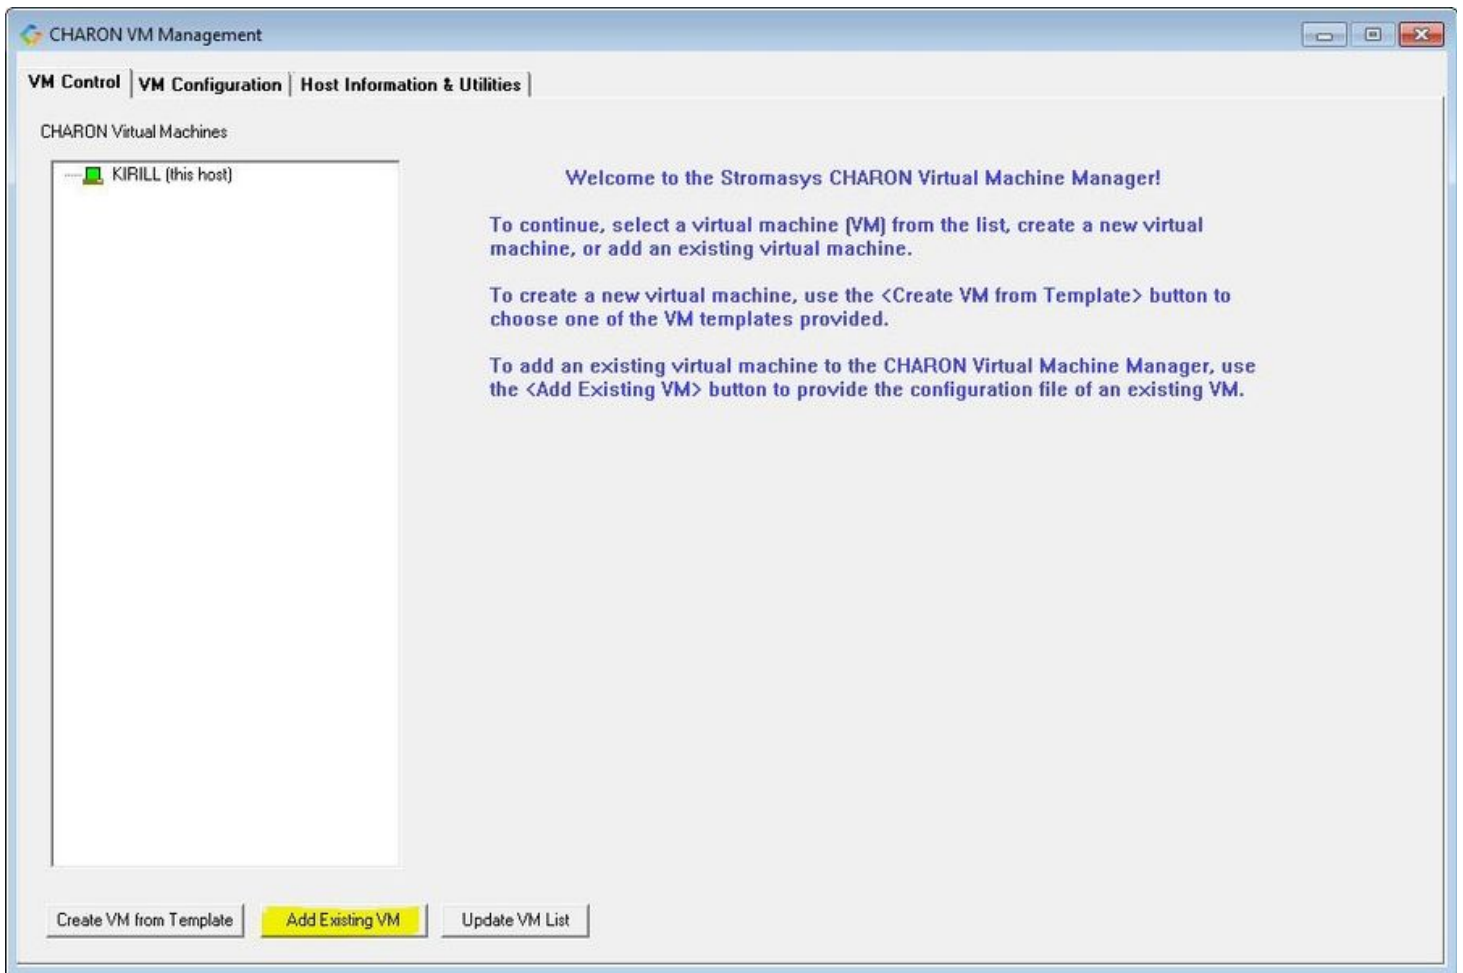 CHARON VM Management
VM Control
VM Configuration
Host Information & Utilities
CHARON Virtual Machines
KIRILL (this host)
Welcome to the Stromasys CHARON Virtual Machine Manager!
To continue, select a virtual machine (VM) from the list, create a new virtual
machine, or add an existing virtual machine.
To create a new virtual machine, use the <Create VM from Template> button to
choose one of the VM templates provided.
To add an existing virtual machine to the CHARON Virtual Machine Manager, use
the <Add Existing VM> button to provide the configuration file of an existing VM.
Create VM from Template
Add Existing VM
Update VM List